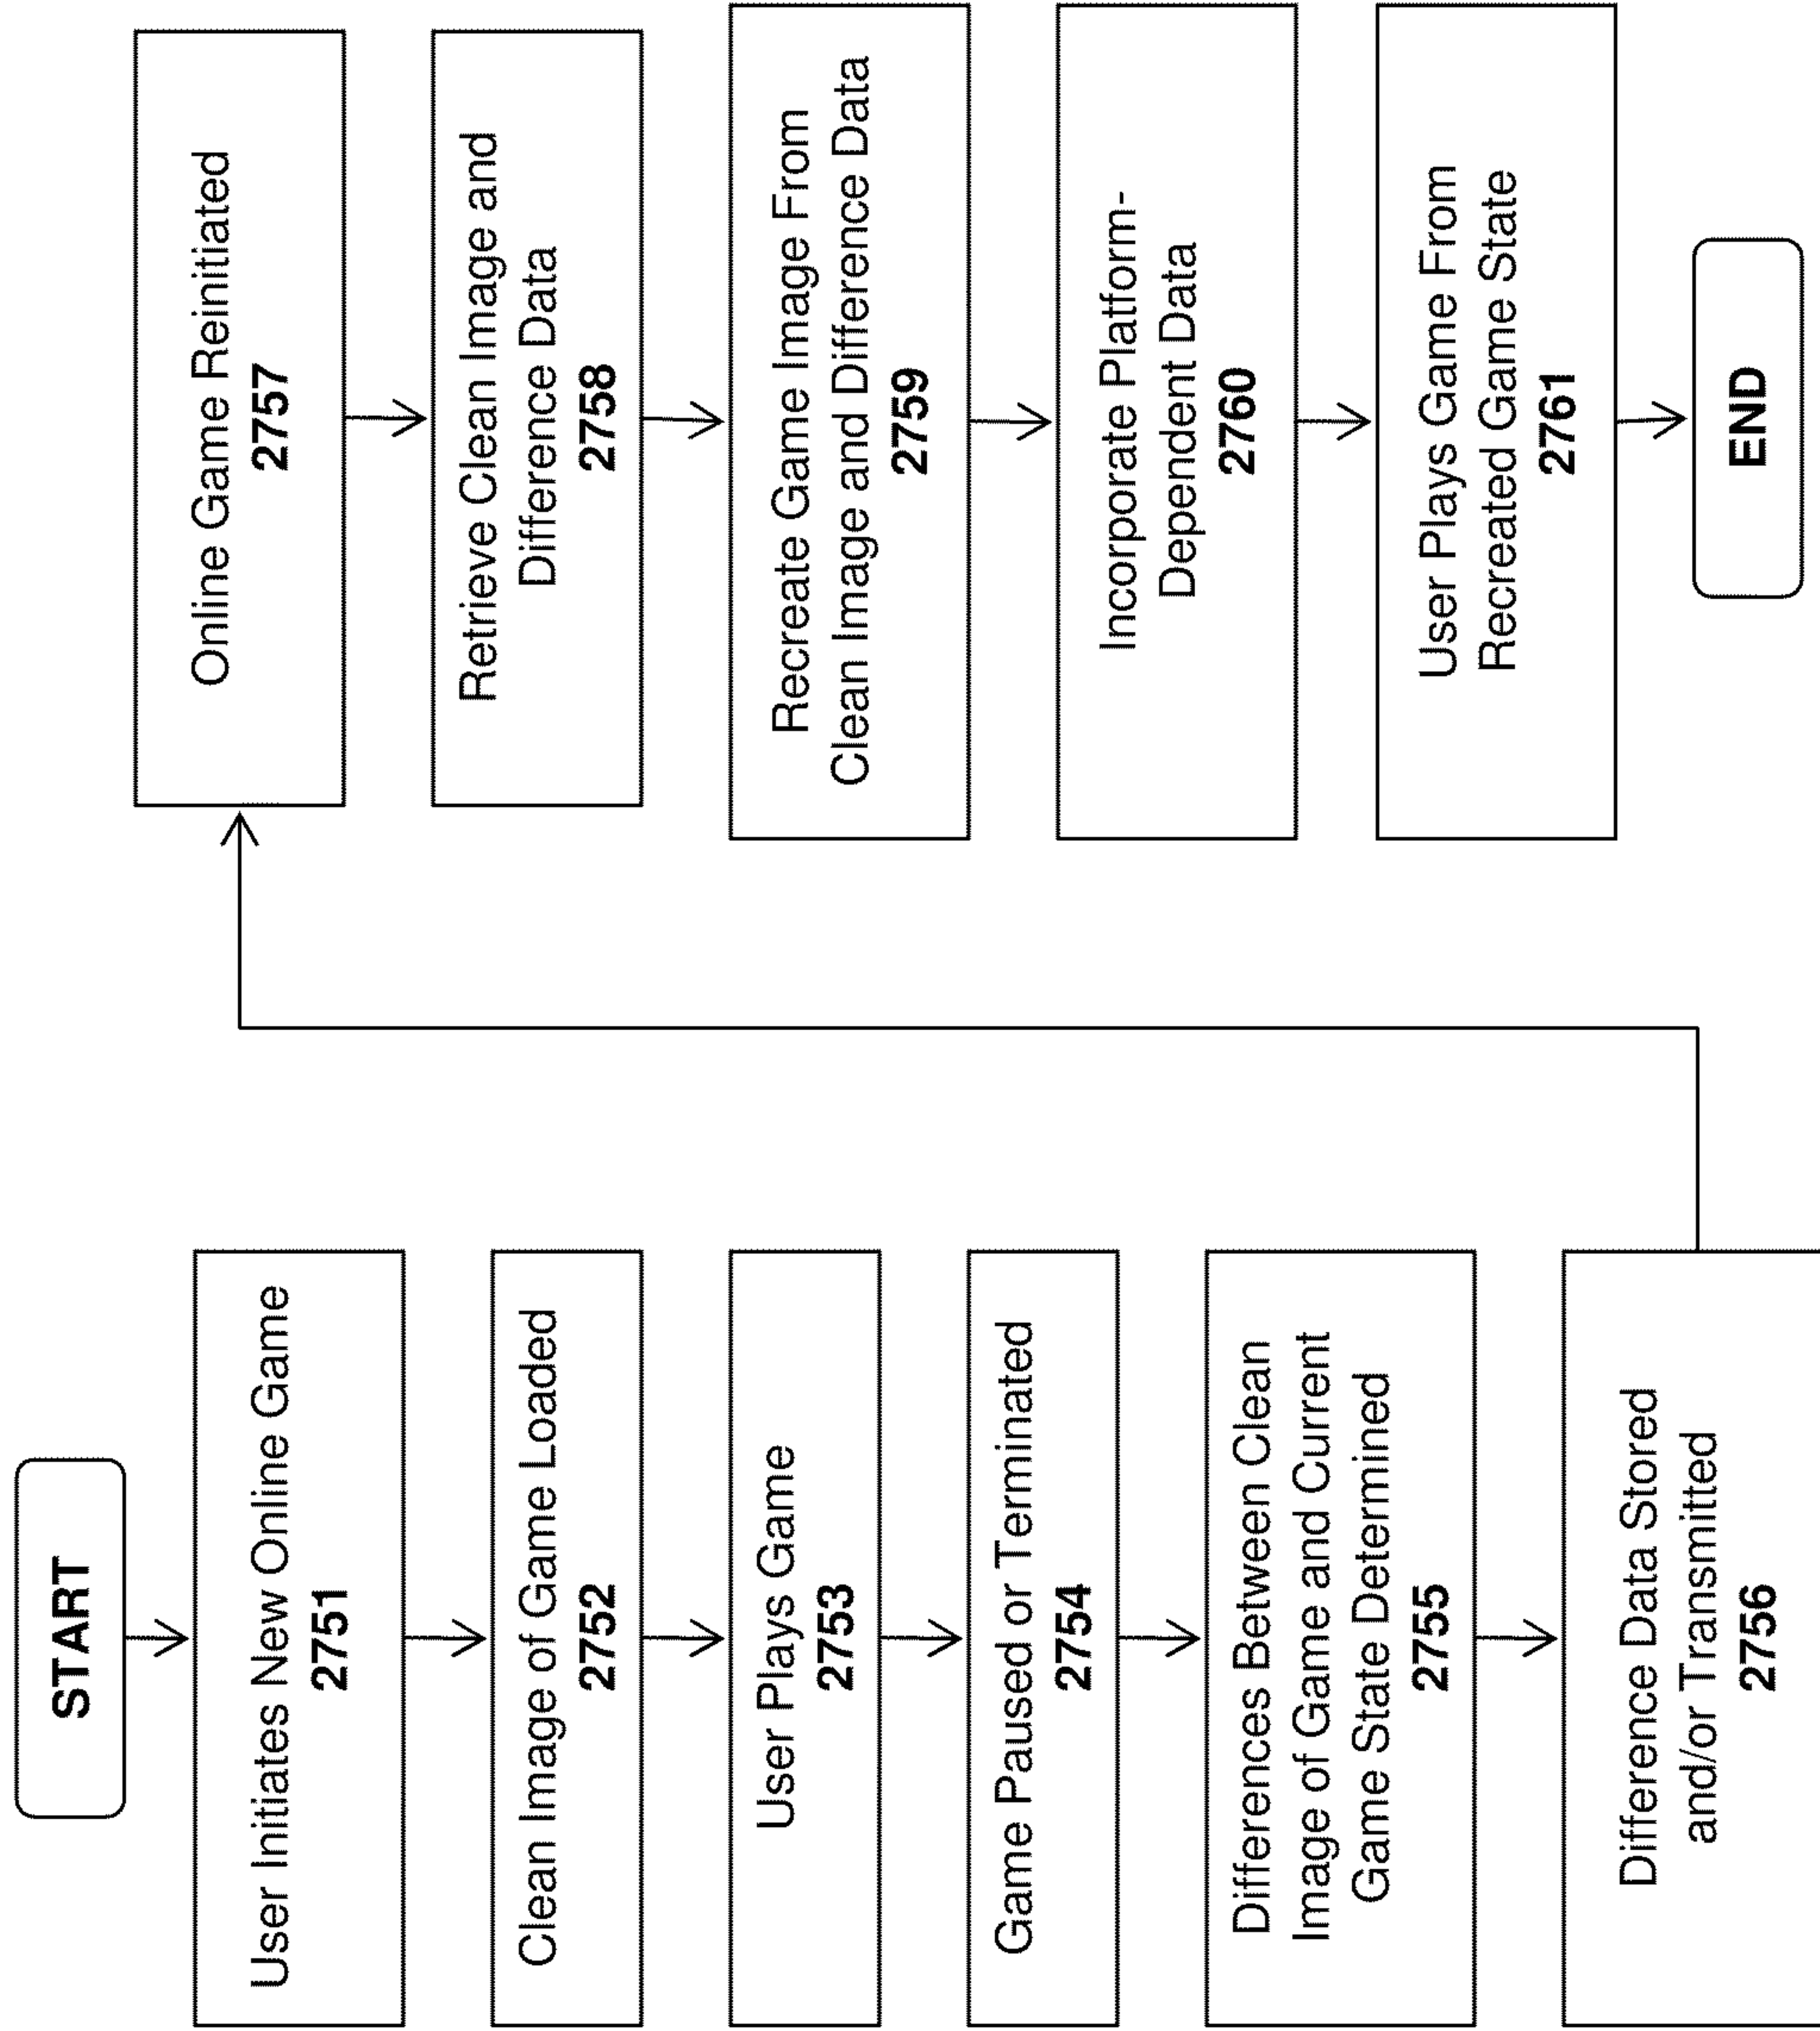 START
User Initiates New Online Game
2751
Clean Image of Game Loaded
2752
User Plays Game
2753
Game Paused or Terminated
2754
Differences Between Clean
Image of Game and Current
Game State Determined
2755
Difference Data Stored
and/or Transmitted
2756
Online Game Reinitiated
2757
Retrieve Clean Image and
Difference Data
2758
Recreate Game Image From
Clean Image and Difference Data
2759
Incorporate Platform-
Dependent Data
2760
User Plays Game From
Recreated Game State
2761
END